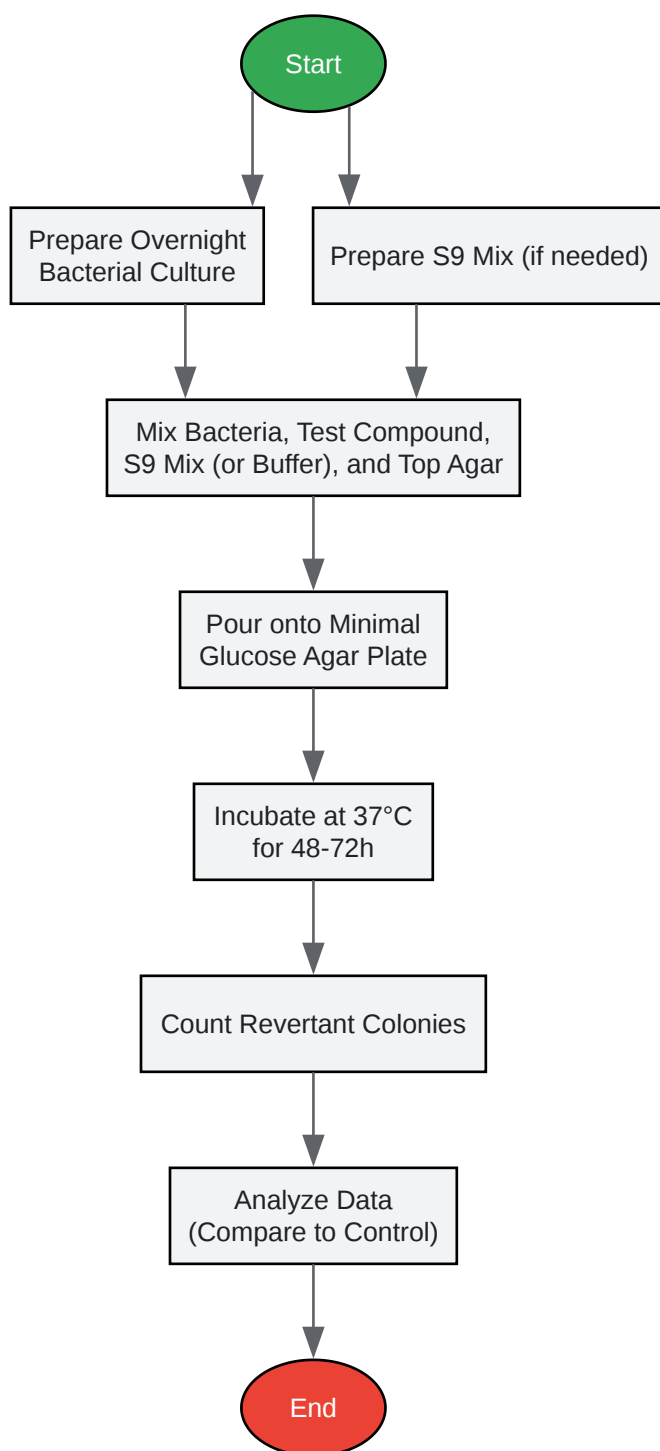 Start
Prepare Overnight
Bacterial Culture
Prepare S9 Mix (if needed)
Mix Bacteria, Test Compound,
S9 Mix (or Buffer), and Top Agar
Pour onto Minimal
Glucose Agar Plate
Incubate at 37°C
for 48-72h
Count Revertant Colonies
Analyze Data
(Compare to Control)
End